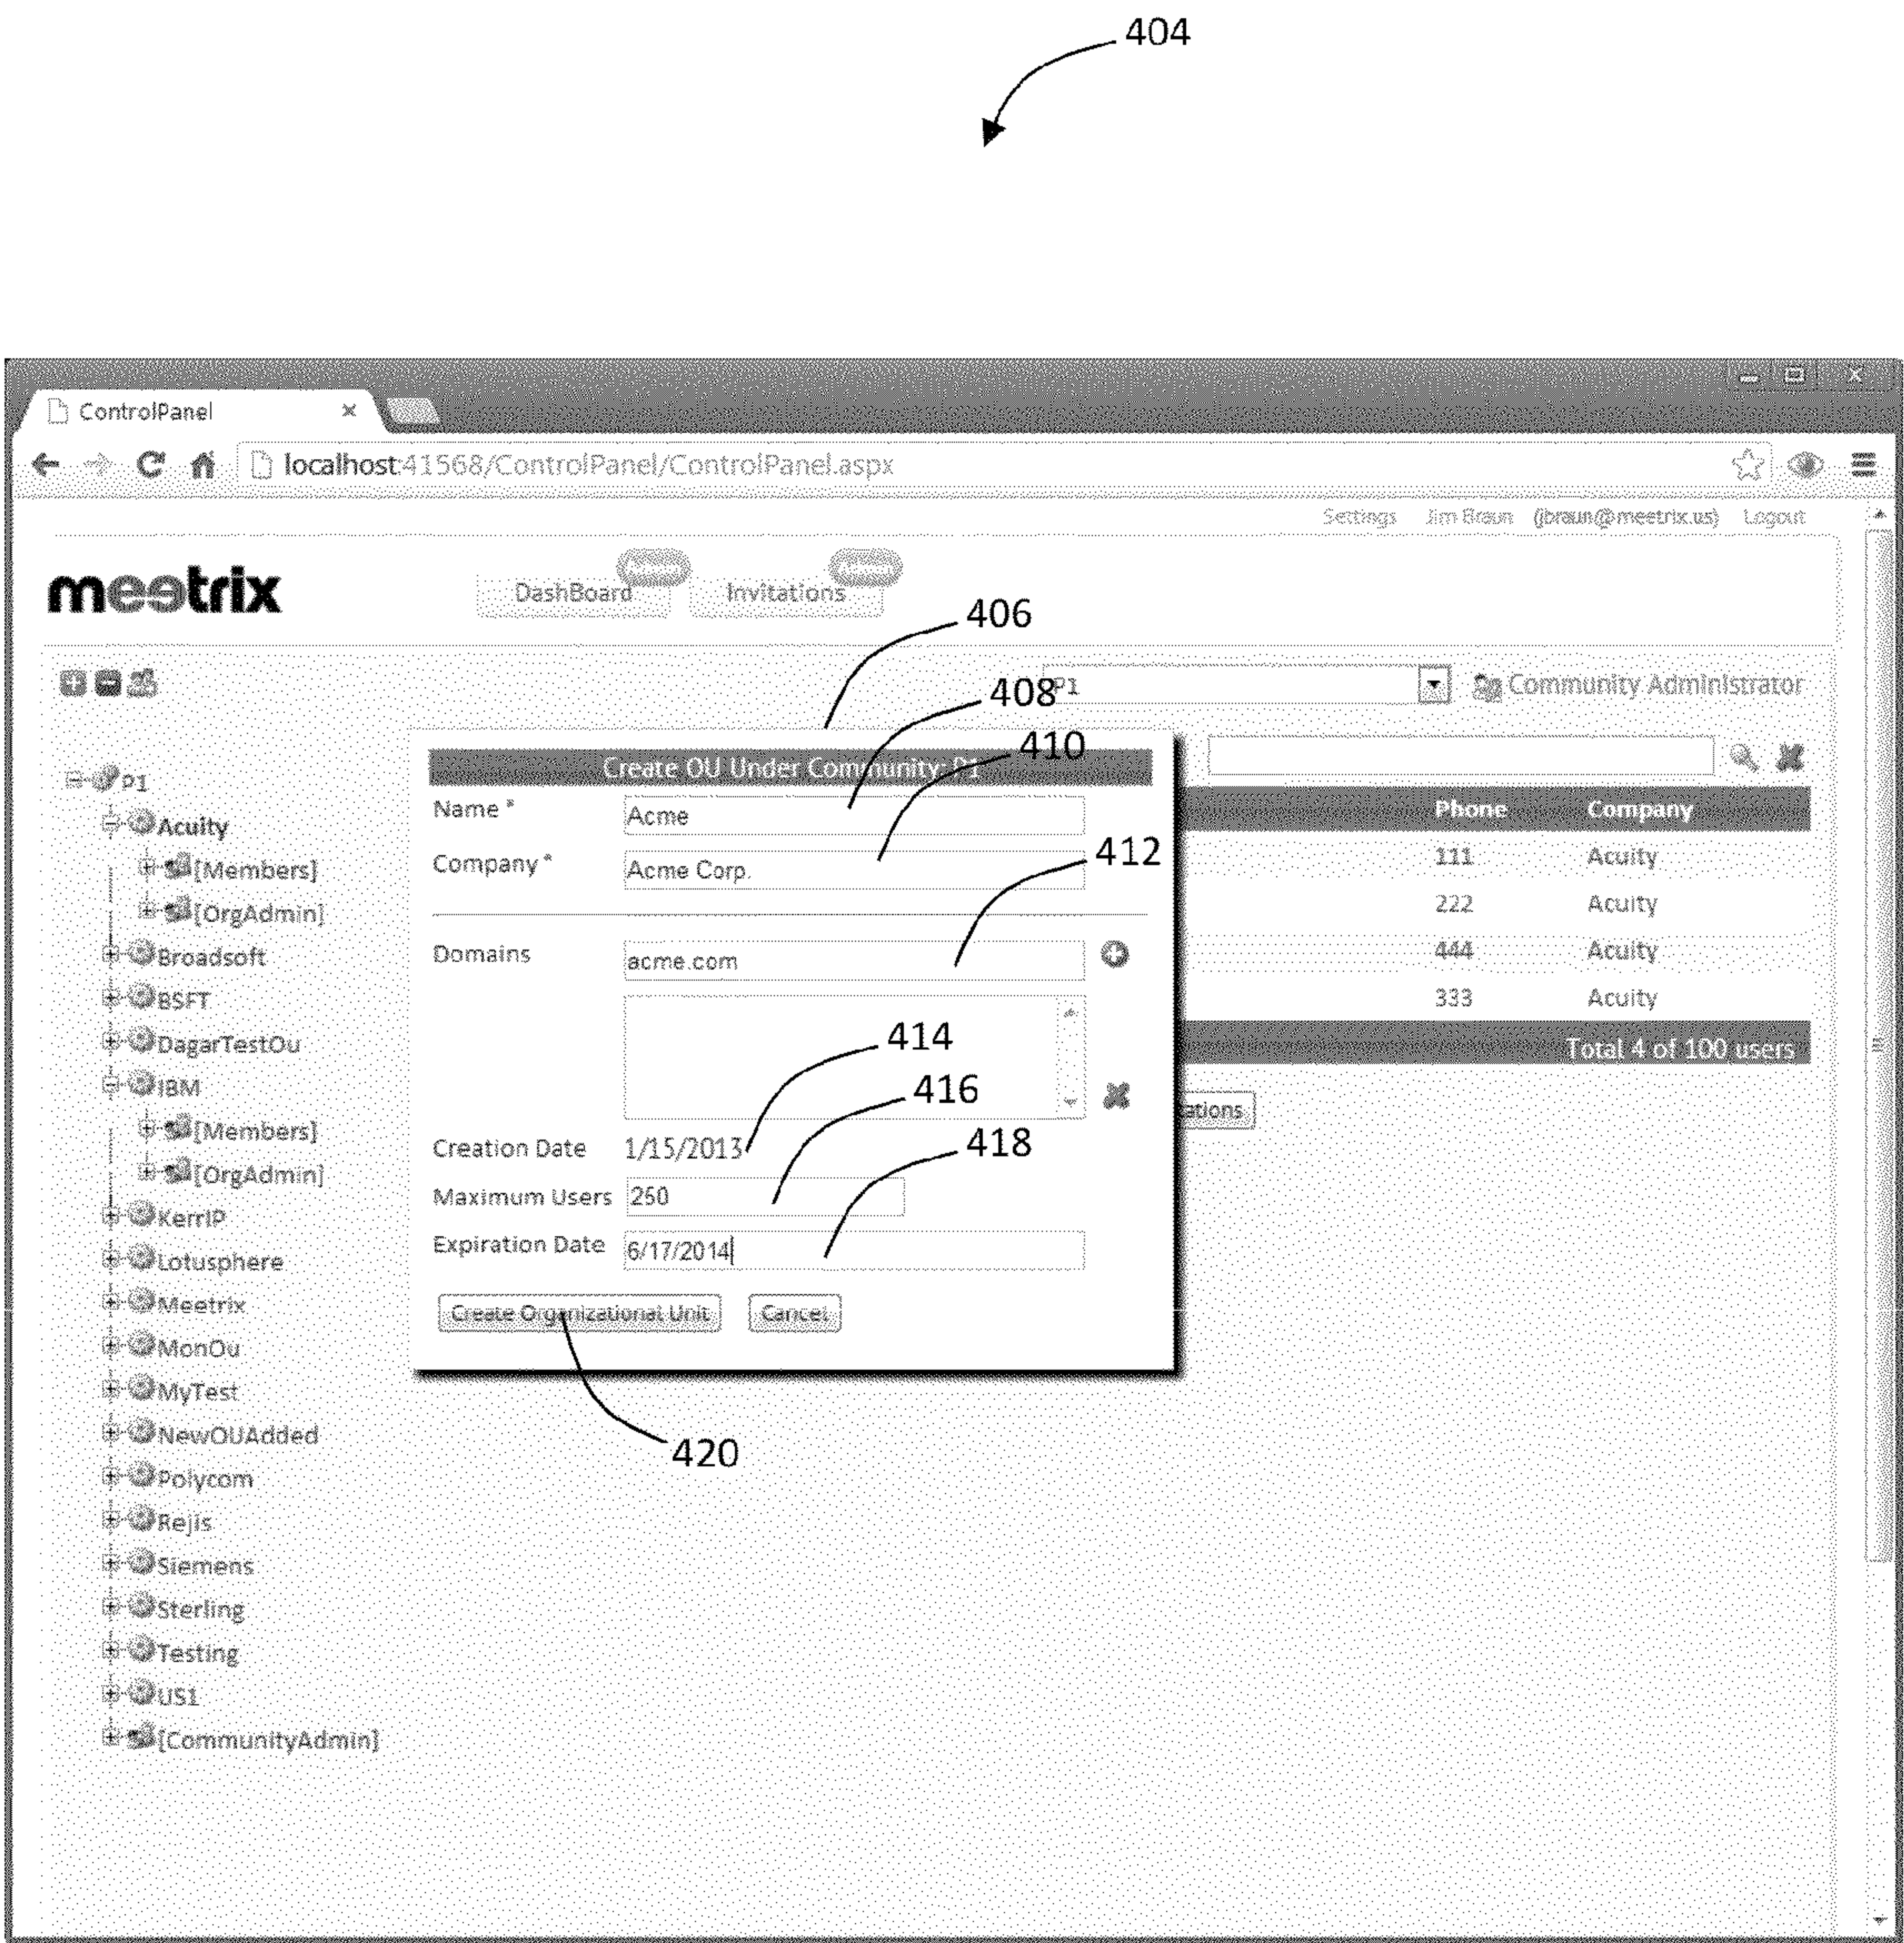 404
ControlPanel
localhost:41568/ControlPanel/ControlPanel.aspx
Settings Jim Braun (jbraun@meetrix.us) Logout
meetrix
DashBoard
Invitations
406
P1
Community Administrator
408
410
Create OU Under Community: P1
Name *
Acme
Company *
Acme Corp.
412
Domains
acme.com
414
416
Creation Date
1/15/2013
418
Maximum Users
250
Expiration Date
6/17/2014
Create Organizational Unit
Cancel
420
Phone Company
111 Acuity
222 Acuity
444 Acuity
333 Acuity
Total 4 of 100 users
tations
P1
Acuity
[Members]
[OrgAdmin]
Broadsoft
BSFT
DagarTestOu
IBM
[Members]
[OrgAdmin]
KerrIP
Lotusphere
Meetrix
MonOu
MyTest
NewOUAdded
Polycom
Rejis
Siemens
Sterling
Testing
US1
[CommunityAdmin]